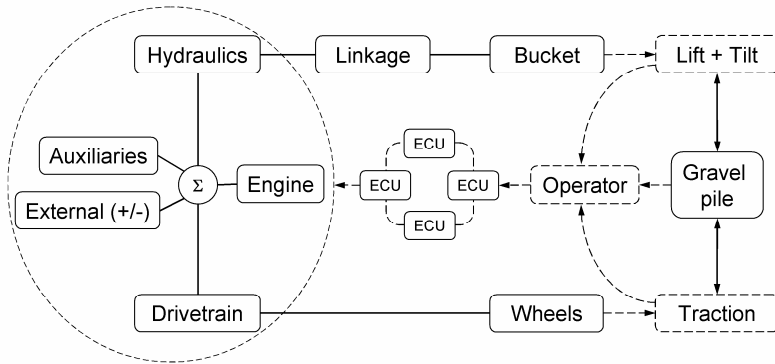 Hydraulics
Linkage
Bucket
Lift + Tilt
Auxiliaries
External (+/-)
Σ
Engine
ECU
ECU
ECU
ECU
Operator
Gravel
pile
Drivetrain
Wheels
Traction